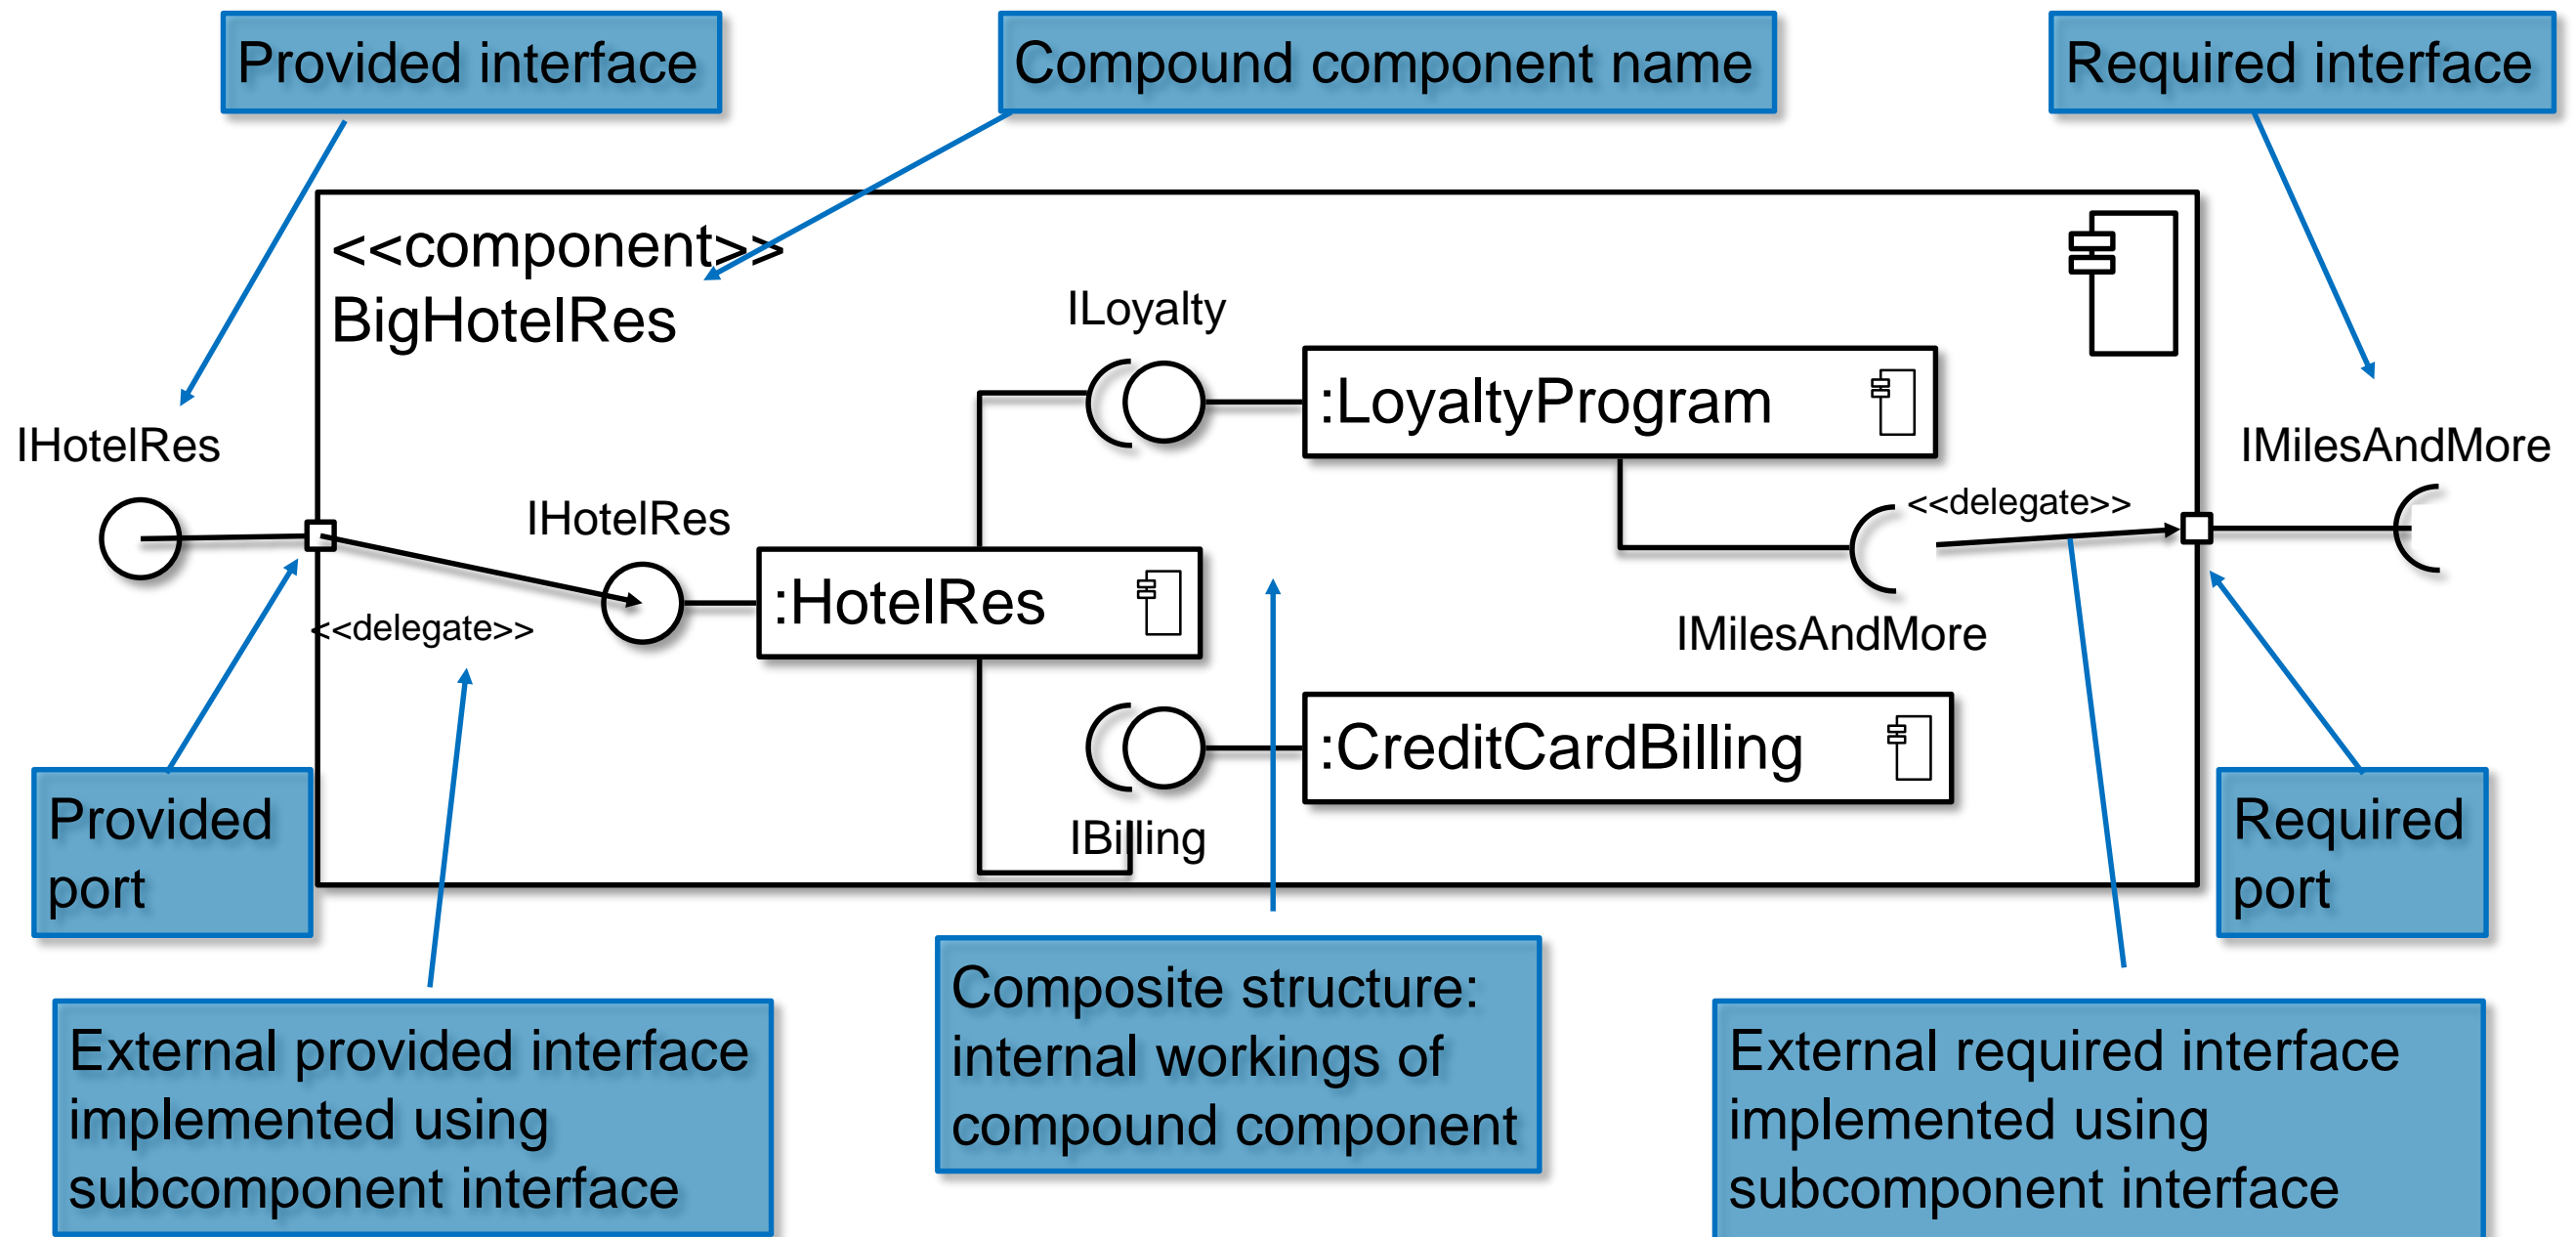 Provided interface
Compound component name
Required interface
<<component>>
BigHotelRes
ILoyalty
:LoyaltyProgram
IHotelRes
IMilesAndMore
IHotelRes
<<delegate>>
:HotelRes
<<delegate>>
IMilesAndMore
:CreditCardBilling
IBilling
Provided
port
Required
port
External provided interface
implemented using
subcomponent interface
Composite structure:
internal workings of
compound component
External required interface
implemented using
subcomponent interface